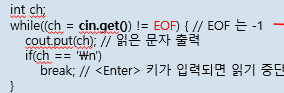 int ch;
while((ch = cin.get()) != EOF) { // EOF 는 -1
cout.put(ch); // 읽은 문자 출력
if(ch == '₩n')
break; // <Enter> 키가 입력되면 읽기 중단
}